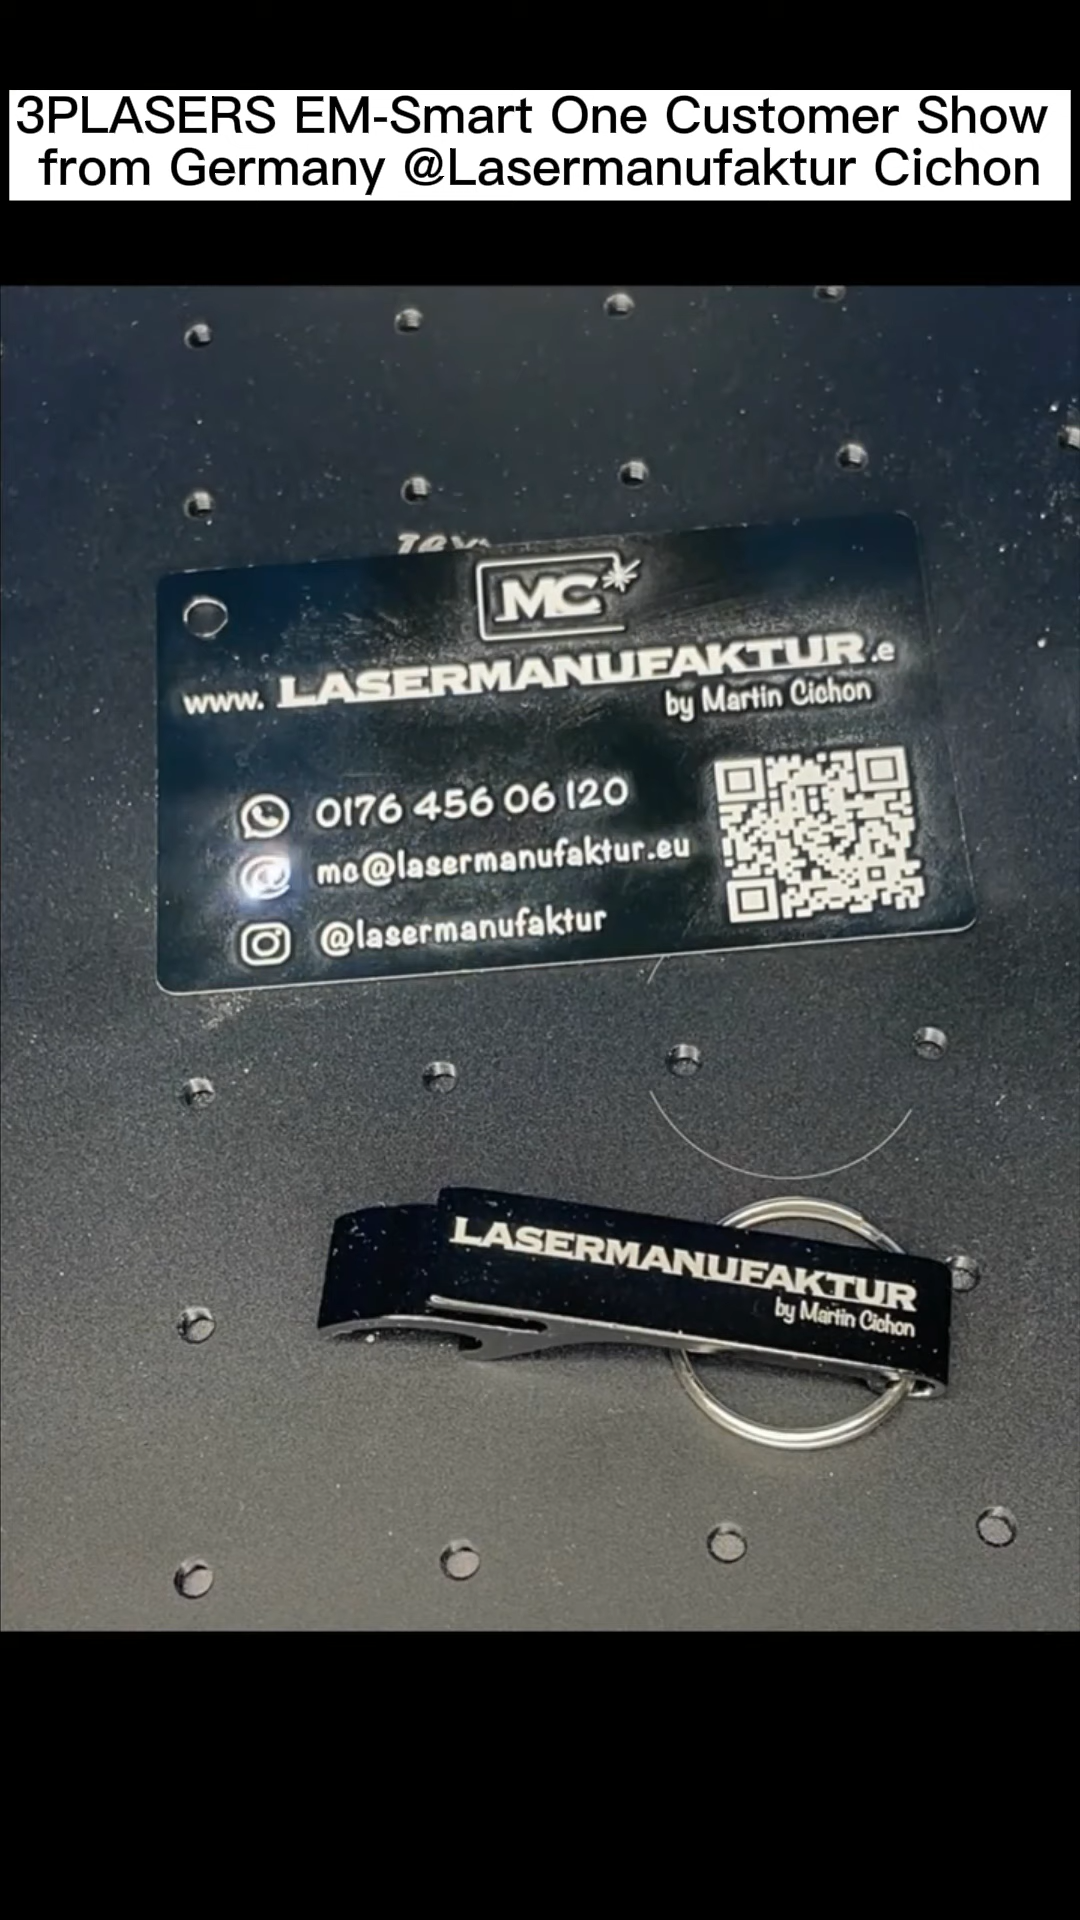 3PLASERS EM-Smart One Customer Show
from Germany @Lasermanufaktur Cichon
MC
www. LASERMANUFAKTUR.e
by Martin Cichon
0176 456 06 120
mc@lasermanufaktur.eu
@lasermanufaktur
LASERMANUFAKTUR
by Martin Cichon